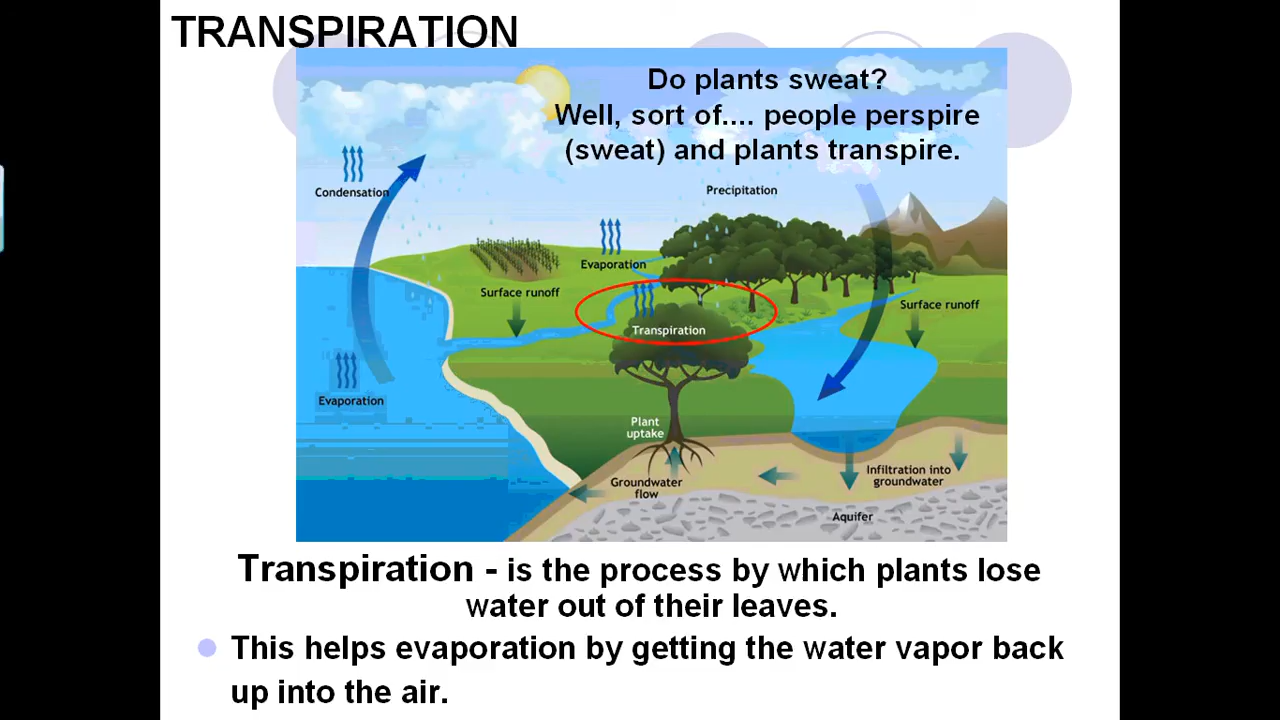 TRANSPIRATION
Do plants sweat?
Well, sort of.... people perspire
(sweat) and plants transpire.
Condensation
Precipitation
Evaporation
Surface runoff
Surface runoff
Transpiration
Evaporation
Plant
uptake
Groundwater
flow
Infiltration into
groundwater
Aquifer
Transpiration - is the process by which plants lose
water out of their leaves.
This helps evaporation by getting the water vapor back
up into the air.